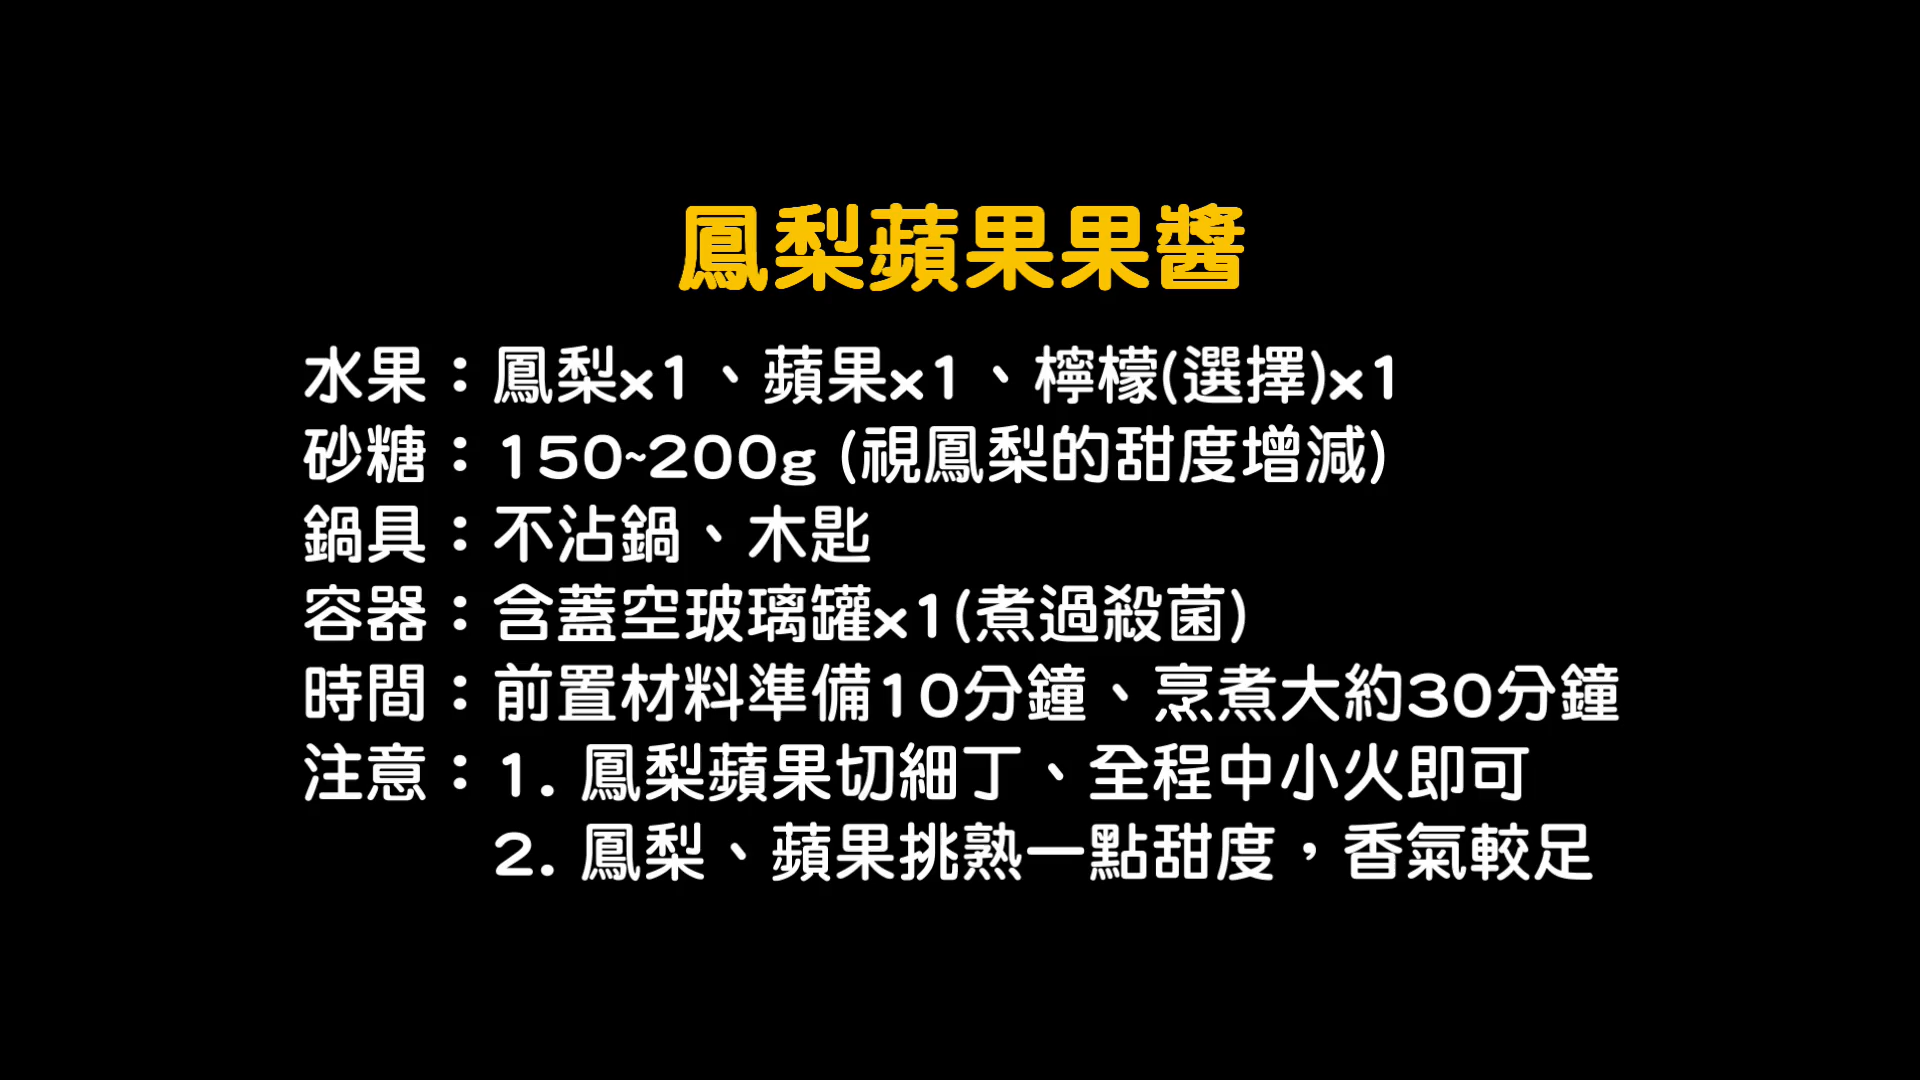 鳳梨蘋果果醬
水果：鳳梨x1、蘋果x1、檸檬(選擇)x1
砂糖：150~200g (視鳳梨的甜度增減)
鍋具：不沾鍋、木匙
容器：含蓋空玻璃罐x1(煮過殺菌)
時間：前置材料準備10分鐘、烹煮大約30分鐘
注意：1. 鳳梨蘋果切細丁、全程中小火即可
2. 鳳梨、蘋果挑熟一點甜度，香氣較足